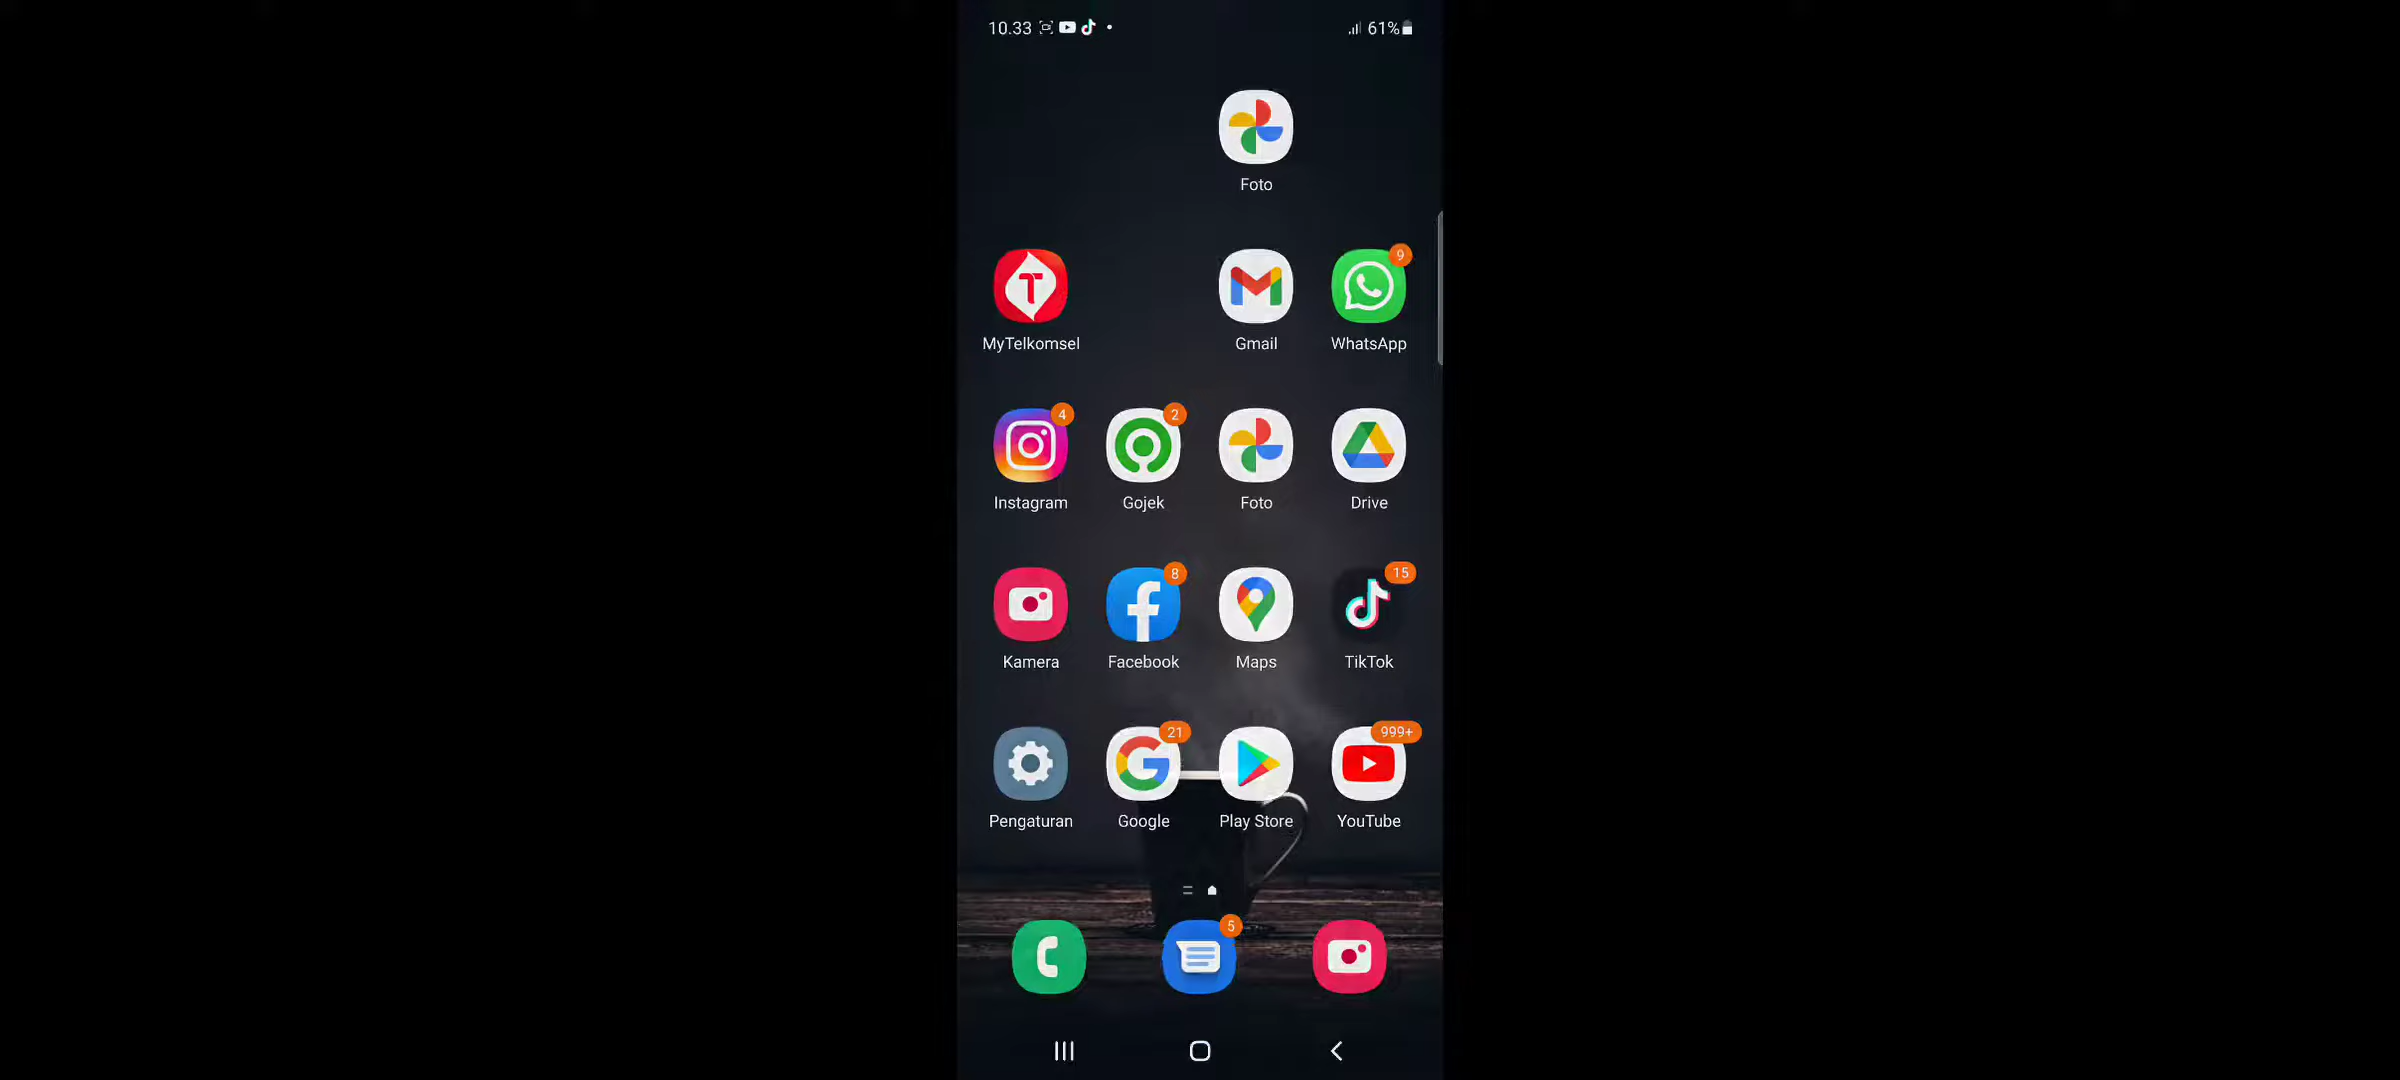 10.33 61%
Foto
9
MyTelkomsel Gmail WhatsApp
4 2
Instagram Gojek Foto Drive
8 15
Kamera Facebook Maps TikTok
21 999+
Pengaturan Google Play Store YouTube
5